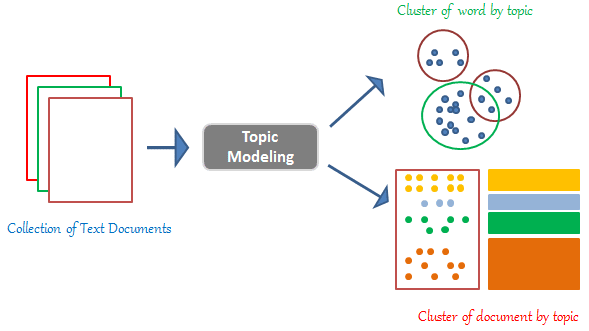 Cluster of word by topic
Topic
Modeling
Collection of Text Documents
Cluster of document by topic